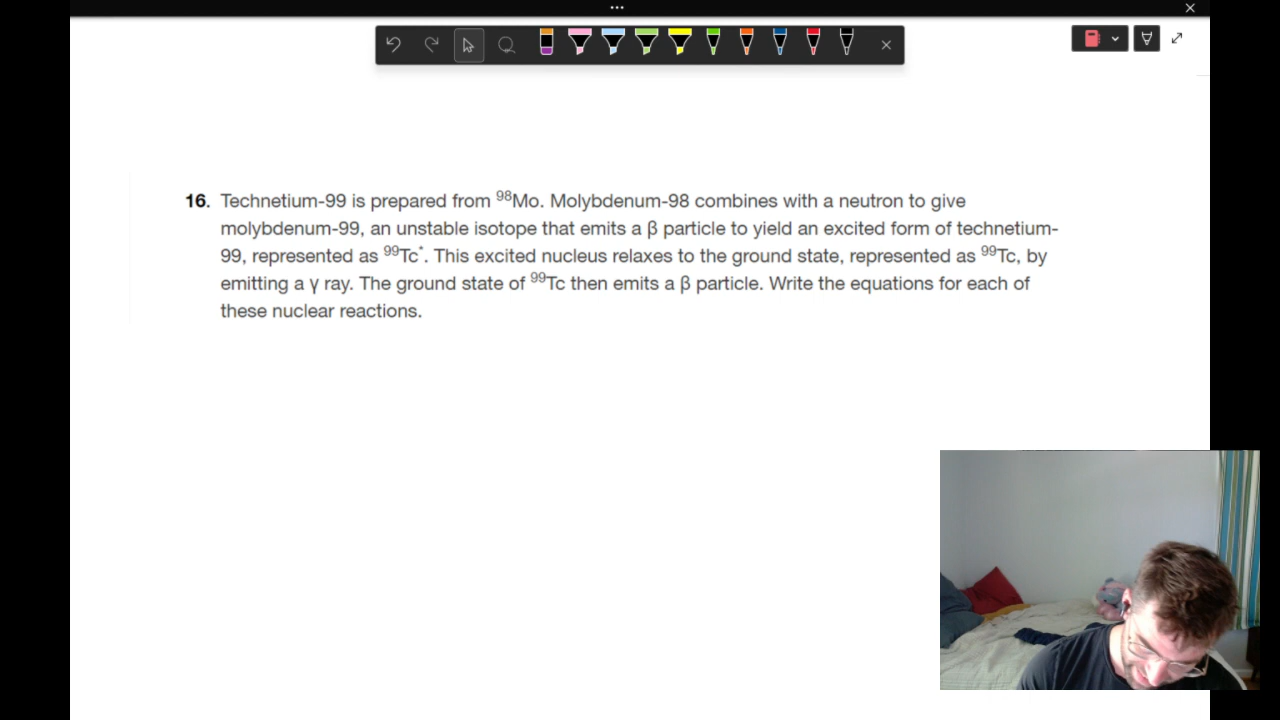 16. Technetium-99 is prepared from ⁹⁸Mo. Molybdenum-98 combines with a neutron to give
molybdenum-99, an unstable isotope that emits a β particle to yield an excited form of technetium-
99, represented as ⁹⁹Tc*. This excited nucleus relaxes to the ground state, represented as ⁹⁹Tc, by
emitting a γ ray. The ground state of ⁹⁹Tc then emits a β particle. Write the equations for each of
these nuclear reactions.